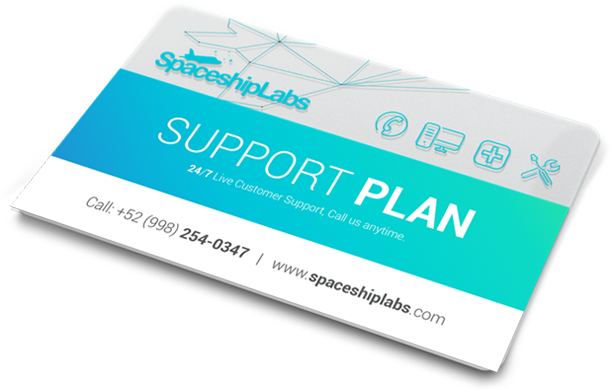 SpaceshipLabs
SUPPORT PLAN
24/7 Live Customer Support, Call us anytime.
Call: +52 (998) 254-0347 | www.spaceshiplabs.com